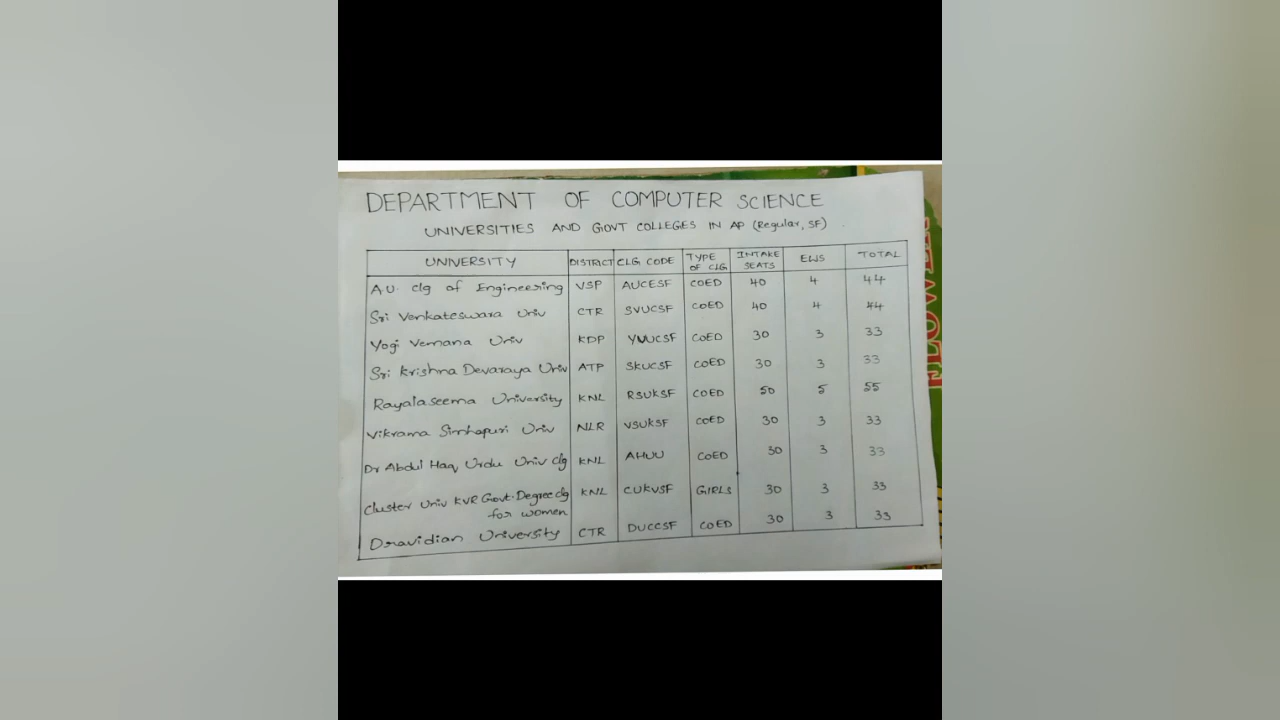 DEPARTMENT OF COMPUTER SCIENCE
UNIVERSITIES AND GOVT COLLEGES IN AP (Regular, SF)
UNIVERSITY DISTRICT CLG CODE TYPE OF CLG INTAKE SEATS EWS TOTAL
A.U. clg of Engineering VSP AUCESF COED 40 4 44
Sri Venkateswara Univ CTR SVUCSF COED 40 4 44
Yogi Vemana Univ KDP YVUCSF COED 30 3 33
Sri Krishna Devaraya Univ ATP SKUCSF COED 30 3 33
Rayalaseema University KNL RSUKSF COED 50 5 55
Vikrama Simhapuri Univ NLR VSUKSF COED 30 3 33
Dr Abdul Haq Urdu Univ clg KNL AHUU COED 30 3 33
Cluster Univ KVR Govt. Degree clg for women KNL CUKVSF GIRLS 30 3 33
Dravidian University CTR DUCCSF COED 30 3 33
FLOWER